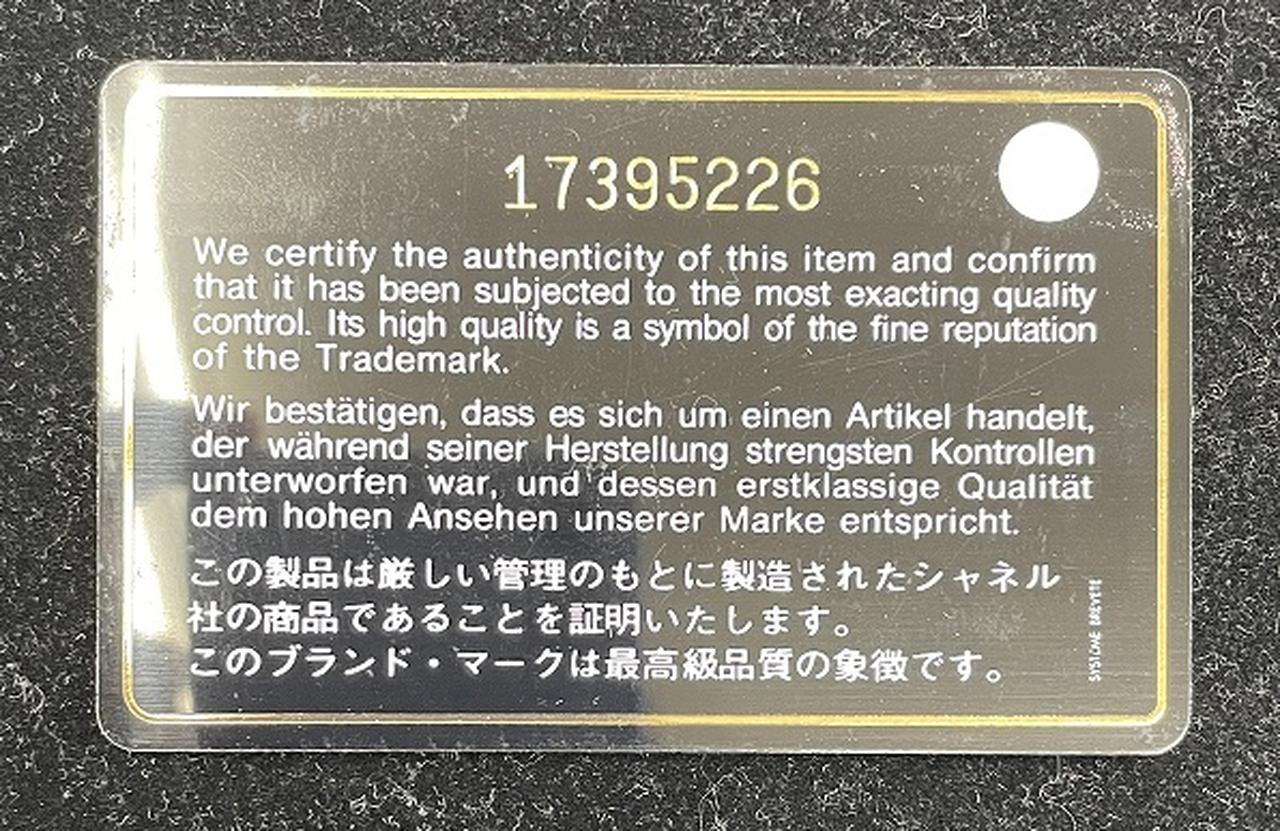 17395226
We certify the authenticity of this item and confirm
that it has been subjected to the most exacting quality
control. Its high quality is a symbol of the fine reputation
of the Trademark.
Wir bestätigen, dass es sich um einen Artikel handelt,
der während seiner Herstellung strengsten Kontrollen
unterworfen war, und dessen erstklassige Qualität
dem hohen Ansehen unserer Marke entspricht.
この製品は厳しい管理のもとに製造されたシャネル
社の商品であることを証明いたします。
このブランド・マークは最高級品質の象徴です。
SYSTEME BREVETE